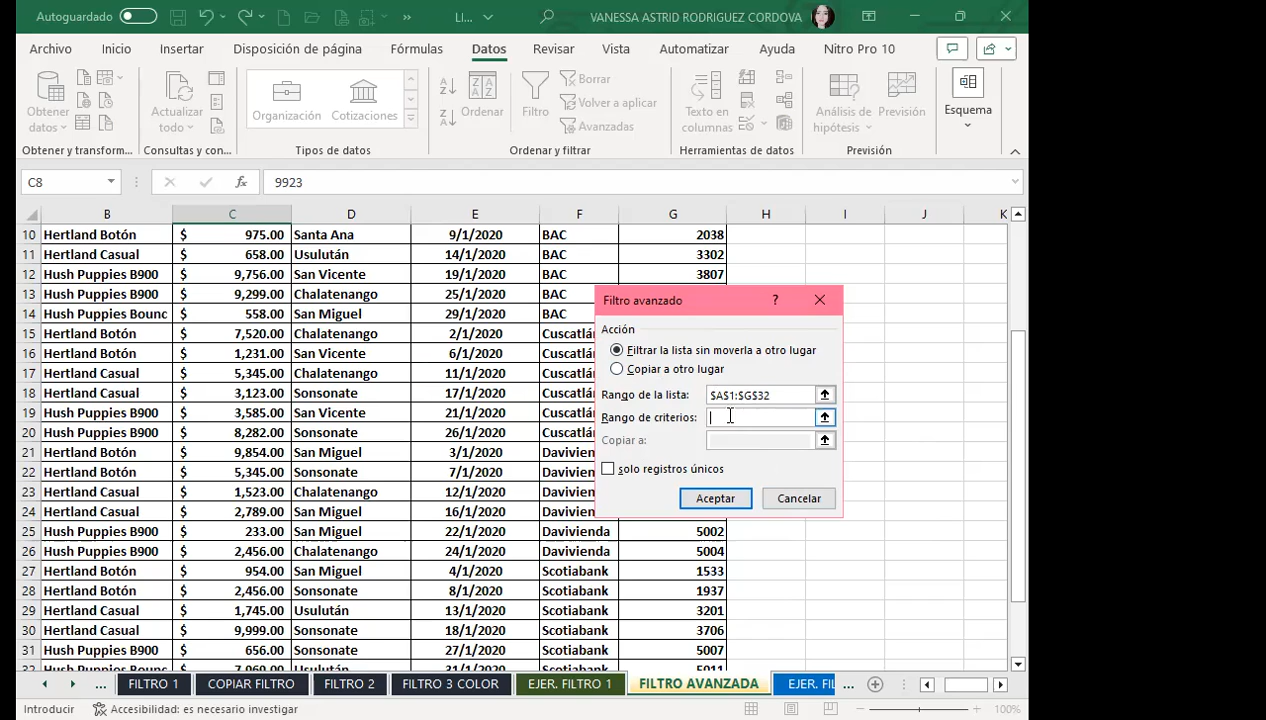 Autoguardado LI... VANESSA ASTRID RODRIGUEZ CORDOVA
Archivo Inicio Insertar Disposición de página Fórmulas Datos Revisar Vista Automatizar Ayuda Nitro Pro 10
Obtener datos Actualizar todo Organización Cotizaciones Ordenar Filtro Borrar Volver a aplicar Avanzadas Texto en columnas Análisis de hipótesis Previsión Esquema
Obtener y transform... Consultas y con... Tipos de datos Ordenar y filtrar Herramientas de datos Previsión
C8 fx 9923
B C D E F G H I J K
10 Hertland Botón $ 975.00 Santa Ana 9/1/2020 BAC 2038
11 Hertland Casual $ 658.00 Usulután 14/1/2020 BAC 3302
12 Hush Puppies B900 $ 9,756.00 San Vicente 19/1/2020 BAC 3807
13 Hush Puppies B900 $ 9,299.00 Chalatenango 25/1/2020 BAC
14 Hush Puppies Bounc $ 558.00 San Miguel 29/1/2020 BAC
15 Hertland Botón $ 7,520.00 Chalatenango 2/1/2020 Cuscatlán
16 Hertland Botón $ 1,231.00 San Vicente 6/1/2020 Cuscatlán
17 Hertland Casual $ 5,345.00 Chalatenango 11/1/2020 Cuscatlán
18 Hertland Casual $ 3,123.00 Sonsonate 17/1/2020 Cuscatlán
19 Hush Puppies B900 $ 3,585.00 San Vicente 21/1/2020 Cuscatlán
20 Hush Puppies B900 $ 8,282.00 Sonsonate 26/1/2020 Cuscatlán
21 Hertland Botón $ 9,854.00 San Miguel 3/1/2020 Davivien
22 Hertland Botón $ 5,345.00 Sonsonate 7/1/2020 Davivien
23 Hertland Casual $ 1,523.00 Chalatenango 12/1/2020 Davivien
24 Hertland Casual $ 2,789.00 San Miguel 16/1/2020 Davivien
25 Hush Puppies B900 $ 233.00 San Miguel 22/1/2020 Davivienda 5002
26 Hush Puppies B900 $ 2,456.00 Chalatenango 24/1/2020 Davivienda 5004
27 Hertland Botón $ 954.00 San Miguel 4/1/2020 Scotiabank 1533
28 Hertland Botón $ 2,456.00 Sonsonate 8/1/2020 Scotiabank 1937
29 Hertland Casual $ 1,745.00 Usulután 13/1/2020 Scotiabank 3201
30 Hertland Casual $ 9,999.00 Sonsonate 18/1/2020 Scotiabank 3706
31 Hush Puppies B900 $ 656.00 Sonsonate 27/1/2020 Scotiabank 5007
32 Hush Puppies Bounc $ 7,960.00 Usulután 31/1/2020 Scotiabank 5011
Filtro avanzado ?
Acción
Filtrar la lista sin moverla a otro lugar
Copiar a otro lugar
Rango de la lista: $A$1:$G$32
Rango de criterios:
Copiar a:
Sólo registros únicos
Aceptar Cancelar
... FILTRO 1 COPIAR FILTRO FILTRO 2 FILTRO 3 COLOR EJER. FILTRO 1 FILTRO AVANZADA EJER. FIL ...
Introducir Accesibilidad: es necesario investigar 100%